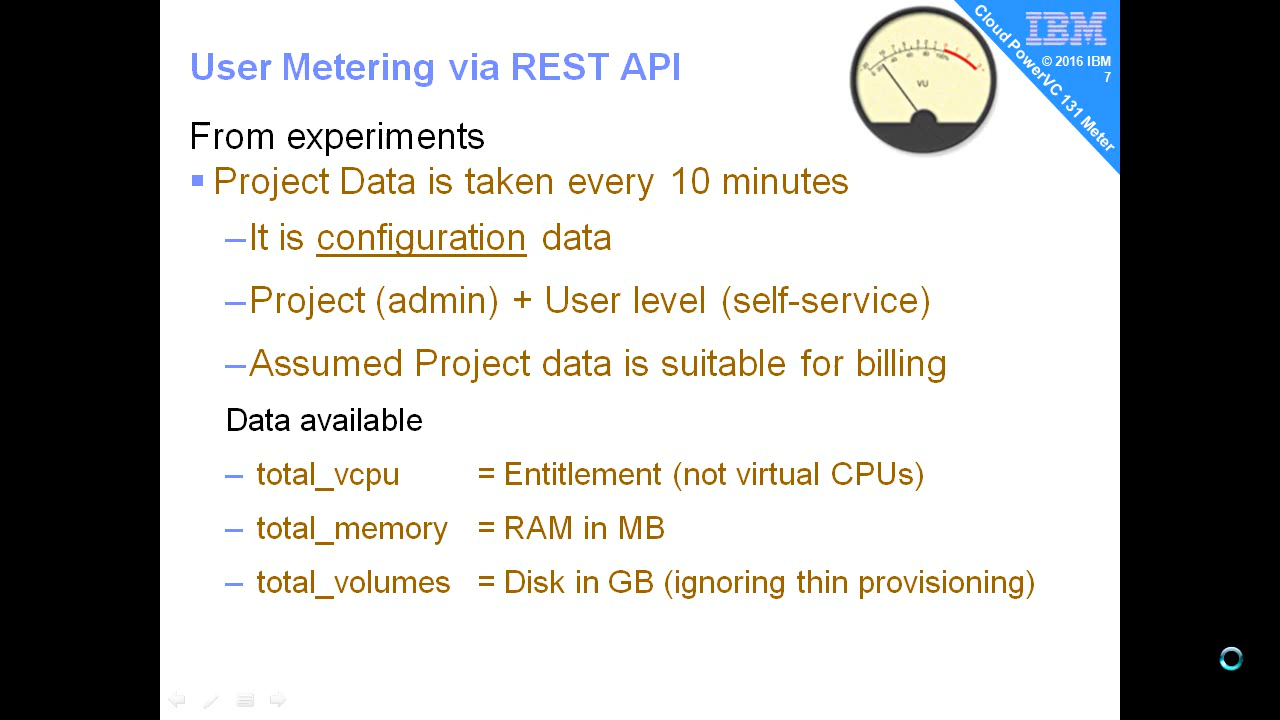 User Metering via REST API
VU
Cloud PowerVC 131 Meter
IBM
© 2016 IBM
7
From experiments
▪ Project Data is taken every 10 minutes
–It is configuration data
–Project (admin) + User level (self-service)
–Assumed Project data is suitable for billing
Data available
– total_vcpu = Entitlement (not virtual CPUs)
– total_memory = RAM in MB
– total_volumes = Disk in GB (ignoring thin provisioning)